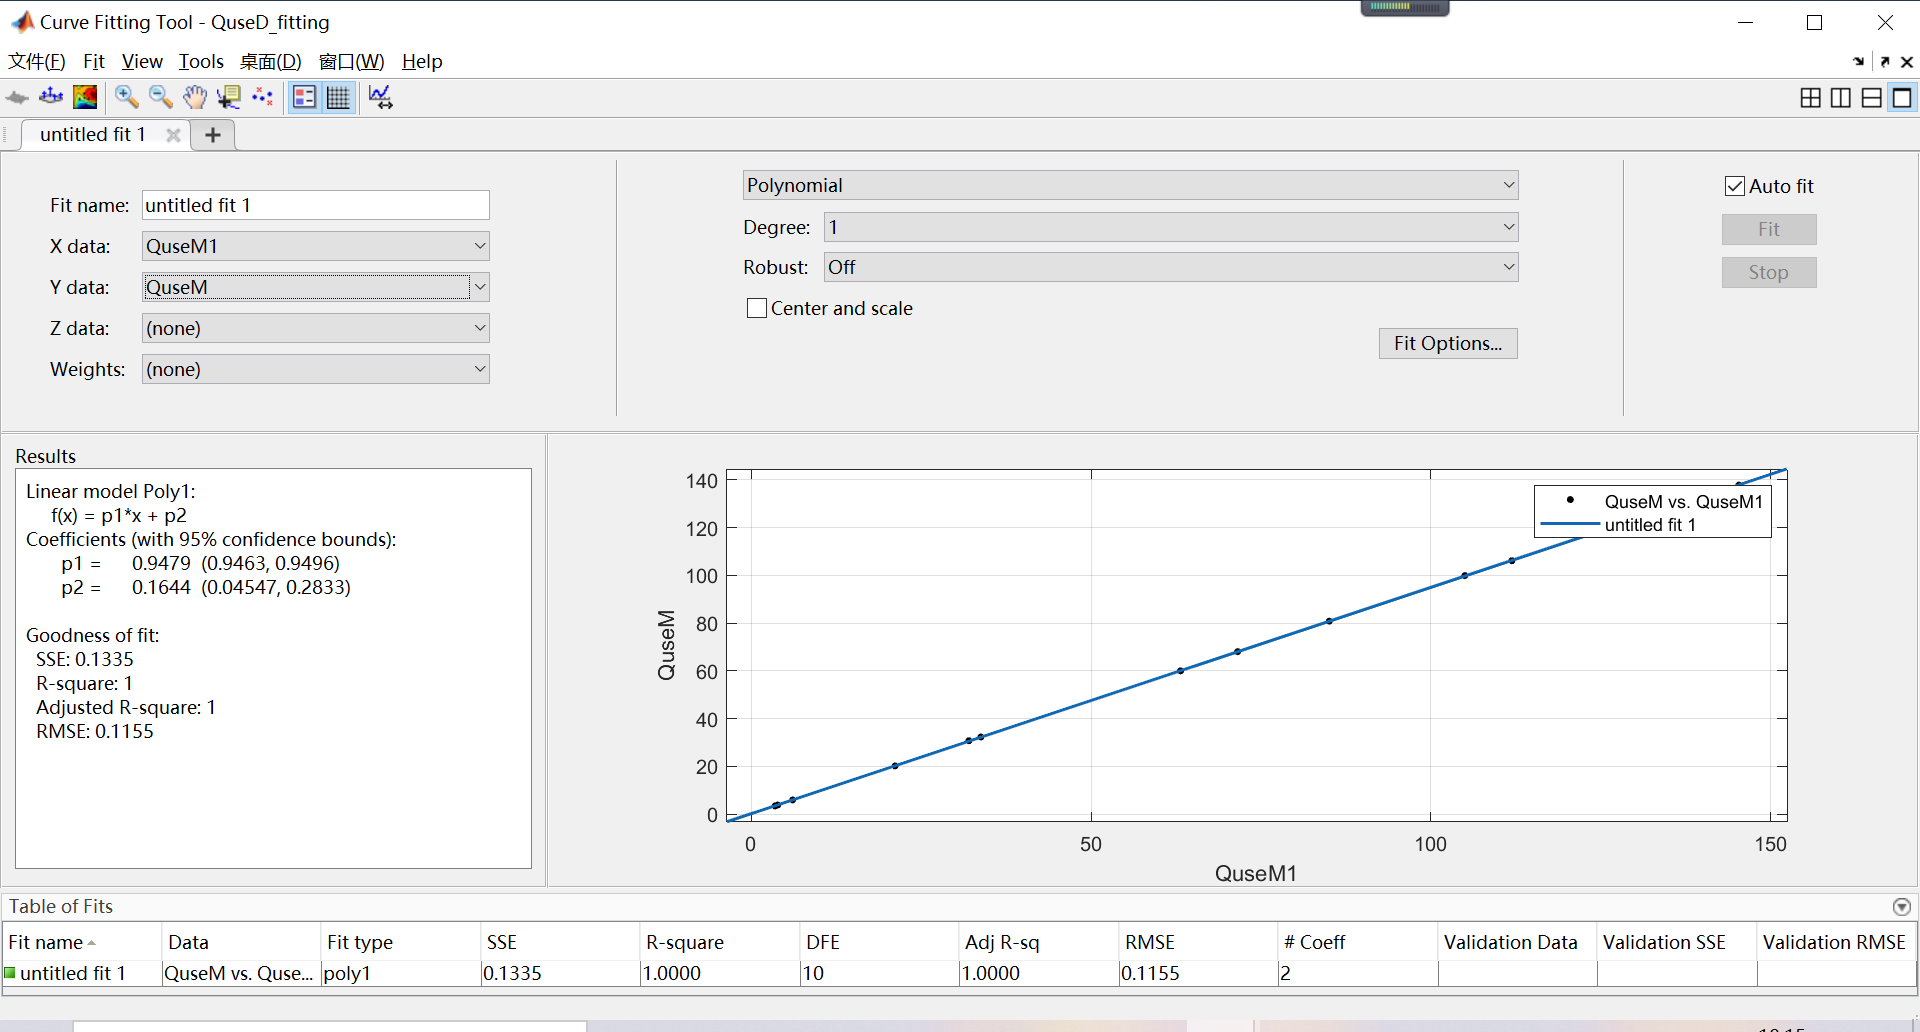 Curve Fitting Tool - QuseD_fitting
文件(F) Fit View Tools 桌面(D) 窗口(W) Help
untitled fit 1
Fit name: untitled fit 1
X data: QuseM1
Y data: QuseM
Z data: (none)
Weights: (none)
Polynomial
Degree: 1
Robust: Off
Center and scale
Fit Options...
Auto fit
Fit
Stop
Results
Linear model Poly1:
f(x) = p1*x + p2
Coefficients (with 95% confidence bounds):
p1 = 0.9479 (0.9463, 0.9496)
p2 = 0.1644 (0.04547, 0.2833)
Goodness of fit:
SSE: 0.1335
R-square: 1
Adjusted R-square: 1
RMSE: 0.1155
140
120
100
80
60
40
20
0
QuseM
QuseM vs. QuseM1
untitled fit 1
0 50 100 150
QuseM1
Table of Fits
Fit name Data Fit type SSE R-square DFE Adj R-sq RMSE # Coeff Validation Data Validation SSE Validation RMSE
untitled fit 1 QuseM vs. Quse... poly1 0.1335 1.0000 10 1.0000 0.1155 2